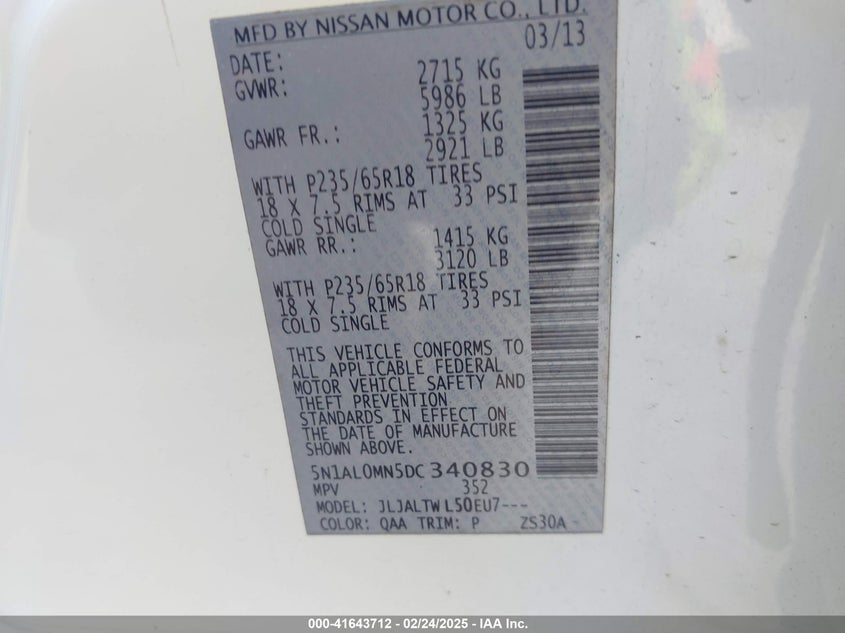 MFD BY NISSAN MOTOR CO., LTD.
DATE: 03/13
GVWR: 2715 KG
5986 LB
GAWR FR.: 1325 KG
2921 LB
WITH P235/65R18 TIRES
18 X 7.5 RIMS AT 33 PSI
COLD SINGLE
GAWR RR.: 1415 KG
3120 LB
WITH P235/65R18 TIRES
18 X 7.5 RIMS AT 33 PSI
COLD SINGLE
THIS VEHICLE CONFORMS TO
ALL APPLICABLE FEDERAL
MOTOR VEHICLE SAFETY AND
THEFT PREVENTION
STANDARDS IN EFFECT ON
THE DATE OF MANUFACTURE
SHOWN ABOVE.
5N1AL0MN5DC340830
MPV 352
MODEL: JLJALTWL50EU7---
COLOR: QAA TRIM: P ZS30A -
000-41643712 - 02/24/2025 - IAA Inc.